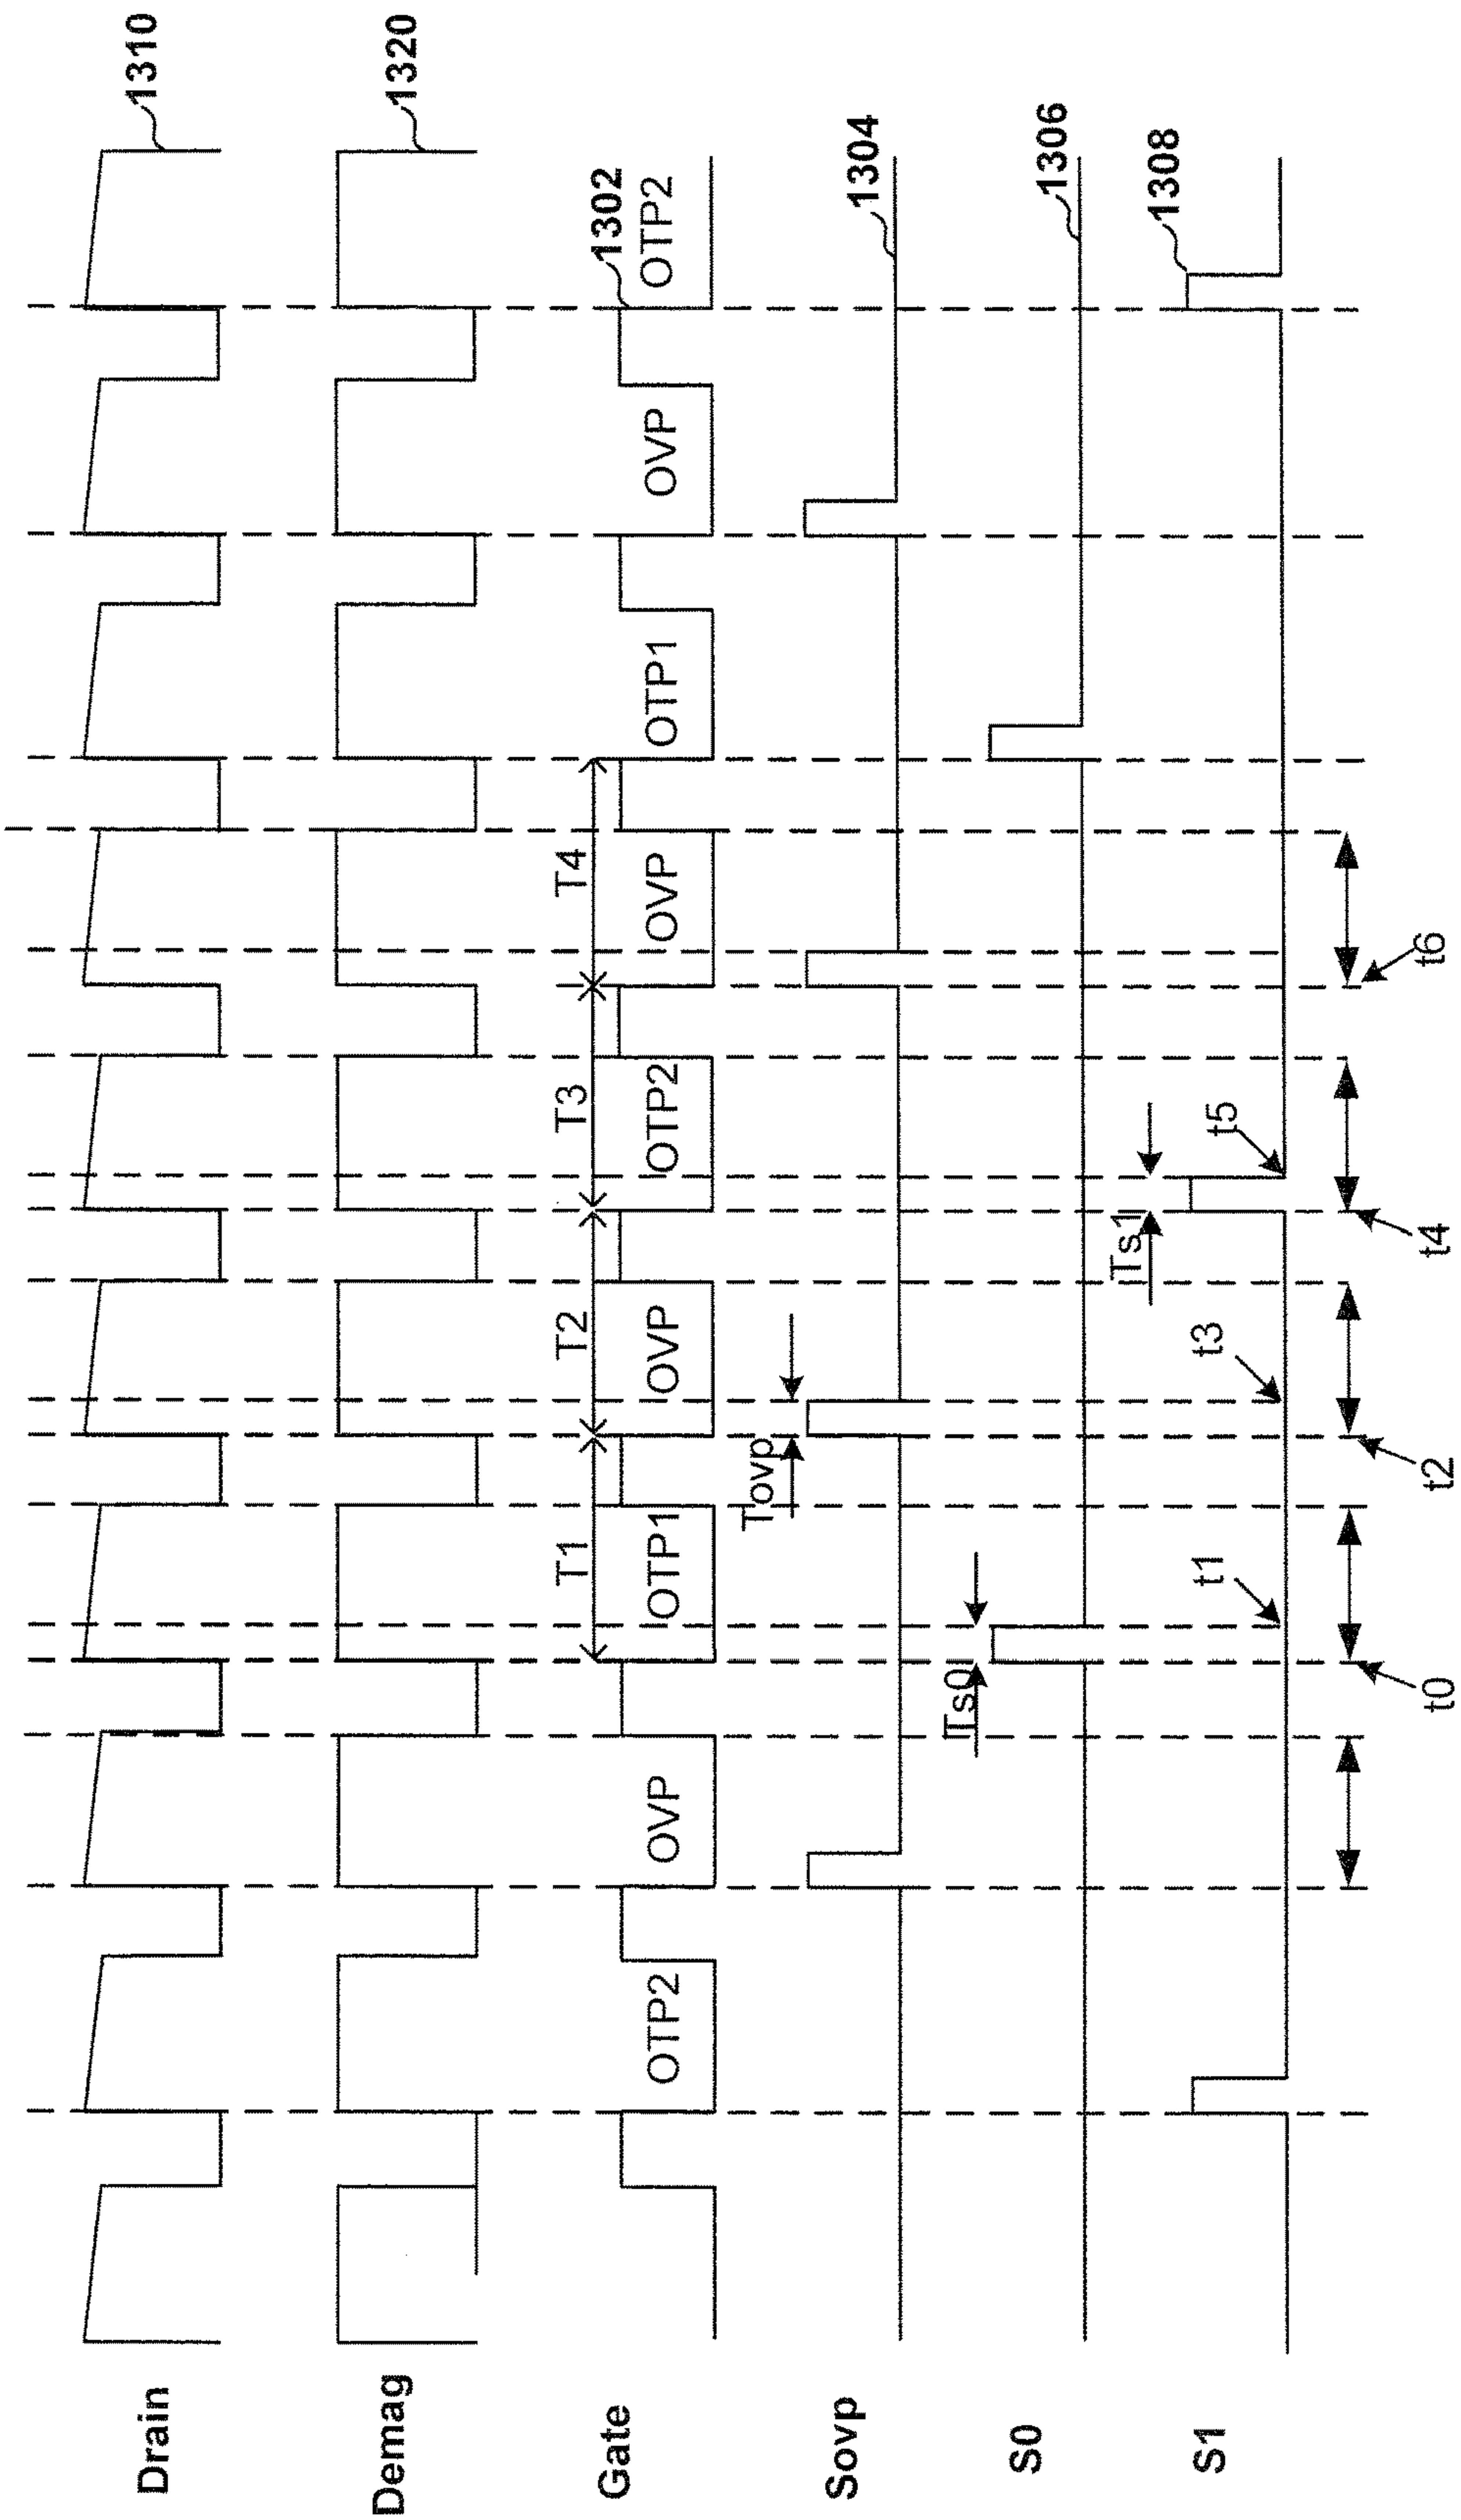 Drain
1310
Demag
1320
Gate
OTP2
OVP
T1
OTP1
T2
OVP
T3
OTP2
T4
OVP
OTP1
OVP
1302
OTP2
Sovp
Tovp
1304
S0
Ts0
1306
S1
t1
t3
Ts1
t5
1308
t0
t2
t4
t6